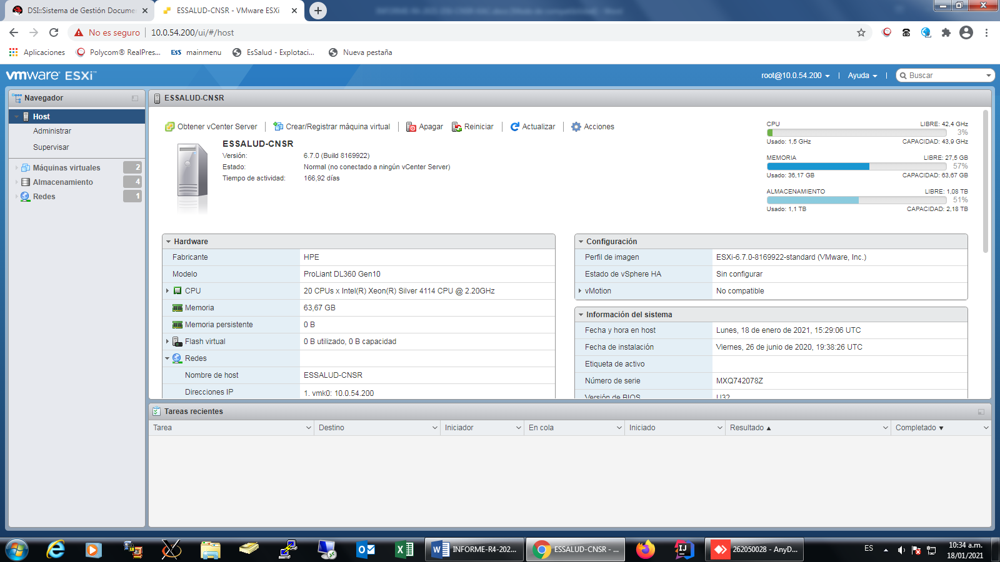 DSI::Sistema de Gestión Docume
ESSALUD-CNSR - VMware ESXi
No es seguro
10.0.54.200/ui/#/host
Aplicaciones
Polycom® RealPres...
EsS mainmenu
EsSalud - Explotaci...
Nueva pestaña
vmware ESXi™
root@10.0.54.200
Ayuda
Buscar
Navegador
Host
Administrar
Supervisar
Máquinas virtuales 2
Almacenamiento 4
Redes 1
ESSALUD-CNSR
Obtener vCenter Server
Crear/Registrar máquina virtual
Apagar
Reiniciar
Actualizar
Acciones
ESSALUD-CNSR
Versión: 6.7.0 (Build 8169922)
Estado: Normal (no conectado a ningún vCenter Server)
Tiempo de actividad: 166,92 días
CPU LIBRE: 42,4 GHz
3%
Usado: 1,5 GHz CAPACIDAD: 43,9 GHz
MEMORIA LIBRE: 27,5 GB
57%
Usado: 36,17 GB CAPACIDAD: 63,67 GB
ALMACENAMIENTO LIBRE: 1,08 TB
51%
Usado: 1,1 TB CAPACIDAD: 2,18 TB
Hardware
Fabricante HPE
Modelo ProLiant DL360 Gen10
CPU 20 CPUs x Intel(R) Xeon(R) Silver 4114 CPU @ 2.20GHz
Memoria 63,67 GB
Memoria persistente 0 B
Flash virtual 0 B utilizado, 0 B capacidad
Redes
Nombre de host ESSALUD-CNSR
Direcciones IP 1. vmk0: 10.0.54.200
Configuración
Perfil de imagen ESXi-6.7.0-8169922-standard (VMware, Inc.)
Estado de vSphere HA Sin configurar
vMotion No compatible
Información del sistema
Fecha y hora en host Lunes, 18 de enero de 2021, 15:29:06 UTC
Fecha de instalación Viernes, 26 de junio de 2020, 19:38:26 UTC
Etiqueta de activo
Número de serie MXQ742078Z
Versión de BIOS U32
Tareas recientes
Tarea Destino Iniciador En cola Iniciado Resultado ▲ Completado ▼
INFORME-R4-202...
ESSALUD-CNSR - ...
262050028 - AnyD...
ES
10:34 a.m.
18/01/2021